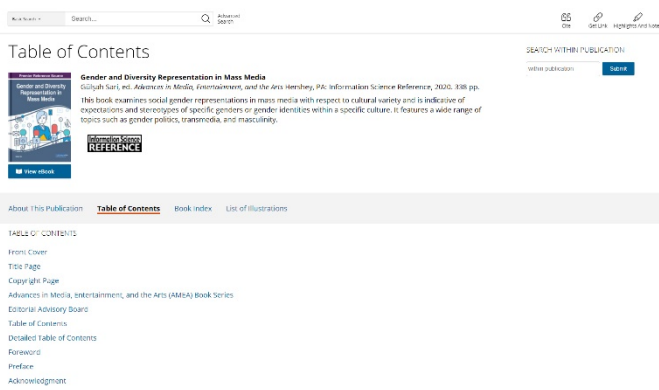 Basic Search
Search...
Advanced
Search
Cite
Get Link
Highlights And Notes
Table of Contents
SEARCH WITHIN PUBLICATION
within publication
Submit
Premier Reference Source
Gender and Diversity
Representation in
Mass Media
View eBook
Gender and Diversity Representation in Mass Media
Gülşah Sari, ed. Advances in Media, Entertainment, and the Arts Hershey, PA: Information Science Reference, 2020. 338 pp.
This book examines social gender representations in mass media with respect to cultural variety and is indicative of
expectations and stereotypes of specific genders or gender identities within a specific culture. It features a wide range of
topics such as gender politics, transmedia, and masculinity.
Information Science
REFERENCE
About This Publication
Table of Contents
Book Index
List of Illustrations
TABLE OF CONTENTS
Front Cover
Title Page
Copyright Page
Advances in Media, Entertainment, and the Arts (AMEA) Book Series
Editorial Advisory Board
Table of Contents
Detailed Table of Contents
Foreword
Preface
Acknowledgment